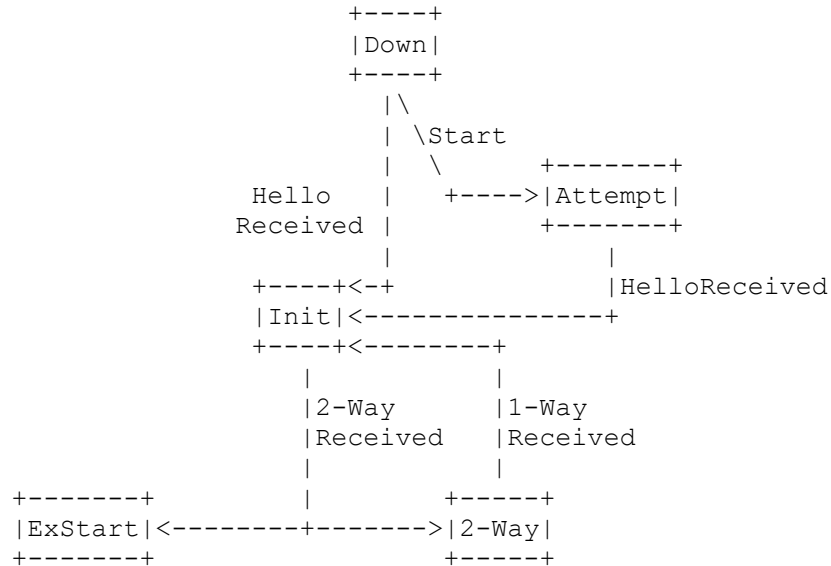 Down
Start
Hello
Attempt
Received
HelloReceived
Init
2-Way
1-Way
Received
Received
ExStart
2-Way